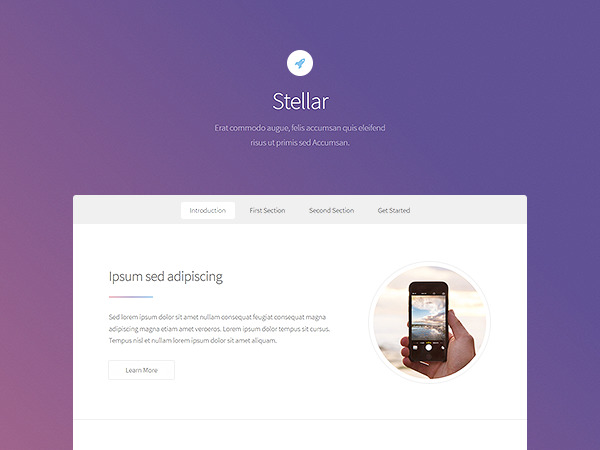 Stellar
Erat commodo augue, felis accumsan quis eleifend
risus ut primis sed Accumsan.
Introduction
First Section
Second Section
Get Started
Ipsum sed adipiscing
Sed lorem ipsum dolor sit amet nullam consequat feugiat consequat magna
adipiscing magna etiam amet veroeros. Lorem ipsum dolor tempus sit cursus.
Tempus nisl et nullam lorem ipsum dolor sit amet aliquam.
Learn More